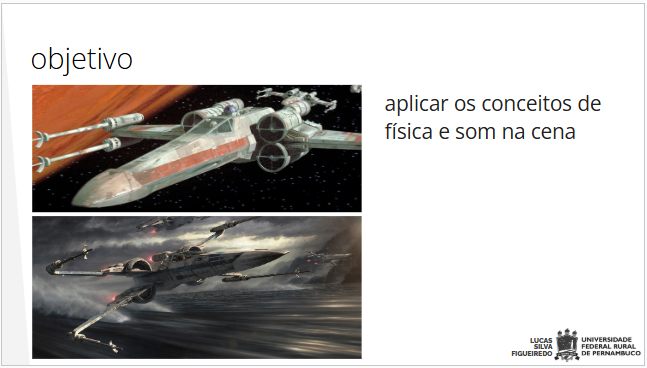 objetivo
aplicar os conceitos de
física e som na cena
LUCAS
SILVA
FIGUEIREDO
UNIVERSIDADE
FEDERAL RURAL
DE PERNAMBUCO